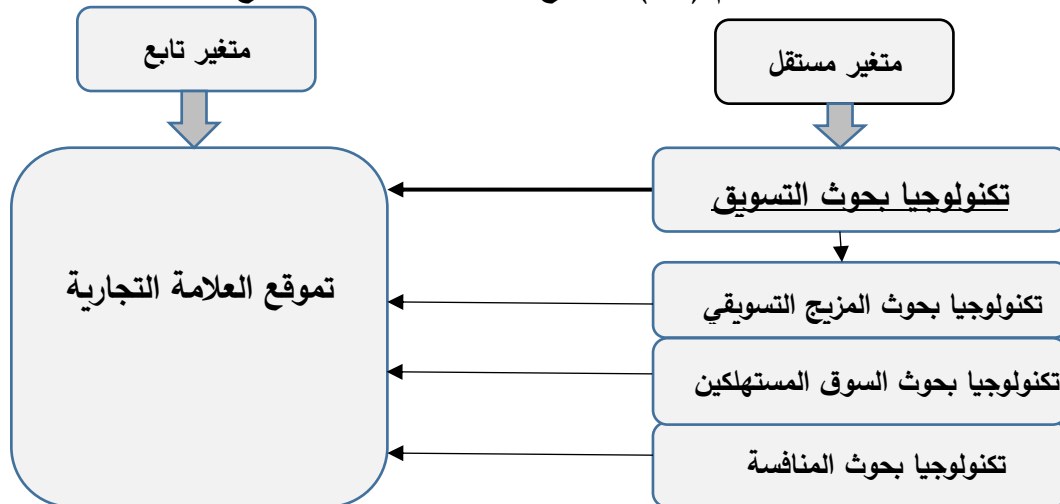 متغير مستقل
متغير تابع
تكنولوجيا بحوث التسويق
تموقع العلامة التجارية
تكنولوجيا بحوث المزيج التسويقي
تكنولوجيا بحوث السوق المستهلكين
تكنولوجيا بحوث المنافسة